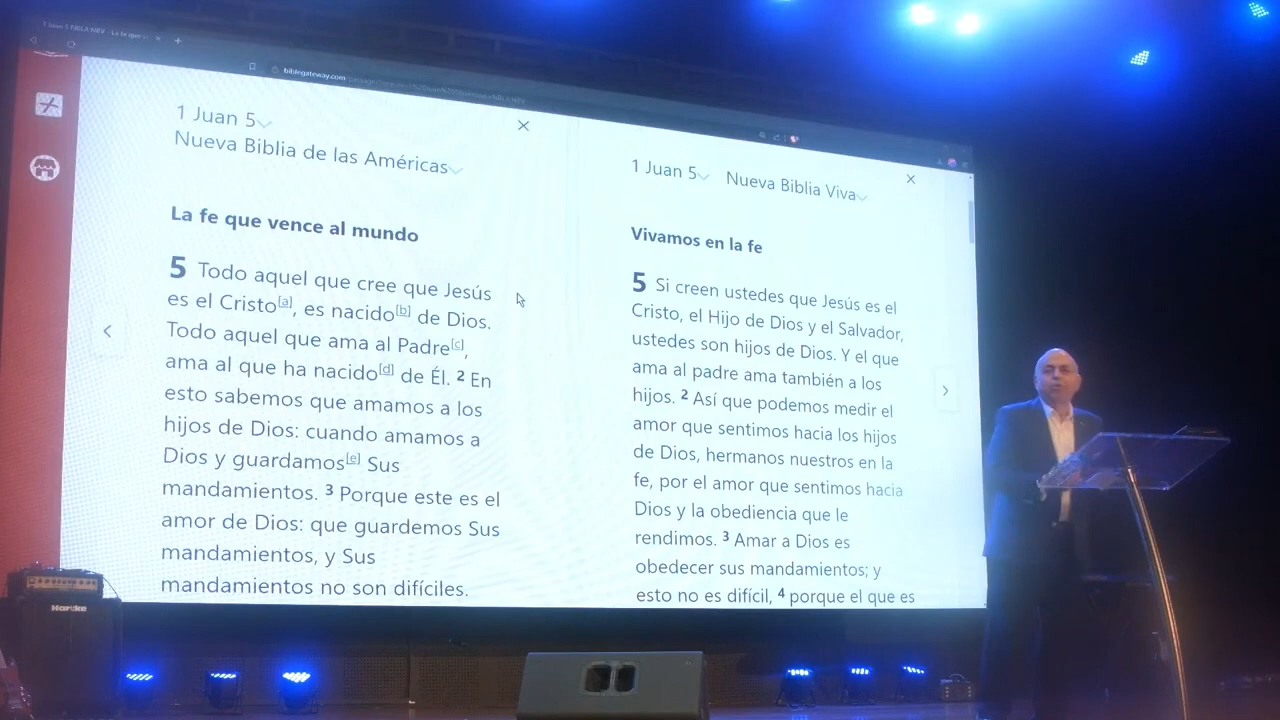 biblegateway.com
1 Juan 5
Nueva Biblia de las Américas
La fe que vence al mundo
5 Todo aquel que cree que Jesús
es el Cristo[a], es nacido[b] de Dios.
Todo aquel que ama al Padre[c],
ama al que ha nacido[d] de Él. 2 En
esto sabemos que amamos a los
hijos de Dios: cuando amamos a
Dios y guardamos[e] Sus
mandamientos. 3 Porque este es el
amor de Dios: que guardemos Sus
mandamientos, y Sus
mandamientos no son difíciles.
1 Juan 5 Nueva Biblia Viva
Vivamos en la fe
5 Si creen ustedes que Jesús es el
Cristo, el Hijo de Dios y el Salvador,
ustedes son hijos de Dios. Y el que
ama al padre ama también a los
hijos. 2 Así que podemos medir el
amor que sentimos hacia los hijos
de Dios, hermanos nuestros en la
fe, por el amor que sentimos hacia
Dios y la obediencia que le
rendimos. 3 Amar a Dios es
obedecer sus mandamientos; y
esto no es difícil, 4 porque el que es
Hartke